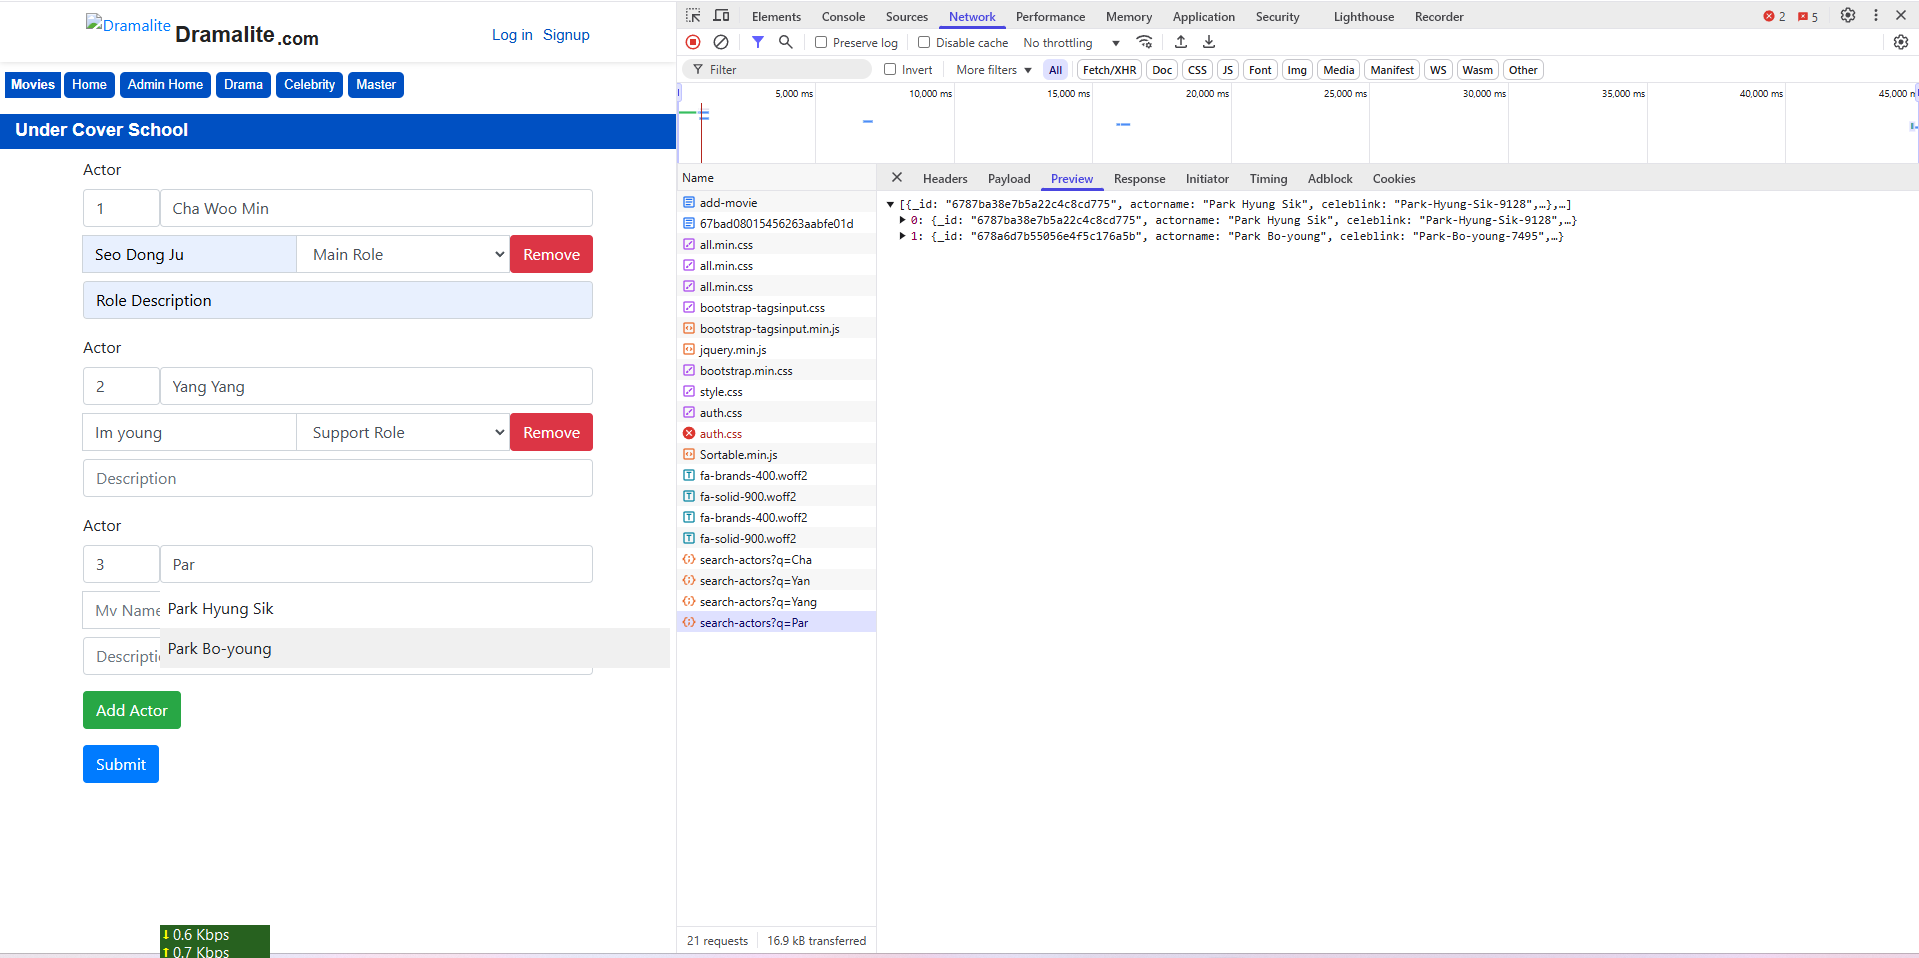 Dramalite Dramalite.com Log in Signup
Movies Home Admin Home Drama Celebrity Master
Under Cover School
Actor
1 Cha Woo Min
Seo Dong Ju Main Role Remove
Role Description
Actor
2 Yang Yang
Im young Support Role Remove
Description
Actor
3 Par
Mv Name Park Hyung Sik
Descripti Park Bo-young
Add Actor
Submit
0.6 Kbps
0.7 Kbps
Elements Console Sources Network Performance Memory Application Security Lighthouse Recorder 2 5
Preserve log Disable cache No throttling
Filter Invert More filters All Fetch/XHR Doc CSS JS Font Img Media Manifest WS Wasm Other
5,000 ms 10,000 ms 15,000 ms 20,000 ms 25,000 ms 30,000 ms 35,000 ms 40,000 ms 45,000 n
Name
add-movie
67bad08015456263aabfe01d
all.min.css
all.min.css
all.min.css
bootstrap-tagsinput.css
bootstrap-tagsinput.min.js
jquery.min.js
bootstrap.min.css
style.css
auth.css
auth.css
Sortable.min.js
fa-brands-400.woff2
fa-solid-900.woff2
fa-brands-400.woff2
fa-solid-900.woff2
search-actors?q=Cha
search-actors?q=Yan
search-actors?q=Yang
search-actors?q=Par
21 requests 16.9 kB transferred
Headers Payload Preview Response Initiator Timing Adblock Cookies
[{_id: "6787ba38e7b5a22c4c8cd775", actorname: "Park Hyung Sik", celeblink: "Park-Hyung-Sik-9128",…},…]
0: {_id: "6787ba38e7b5a22c4c8cd775", actorname: "Park Hyung Sik", celeblink: "Park-Hyung-Sik-9128",…}
1: {_id: "678a6d7b55056e4f5c176a5b", actorname: "Park Bo-young", celeblink: "Park-Bo-young-7495",…}